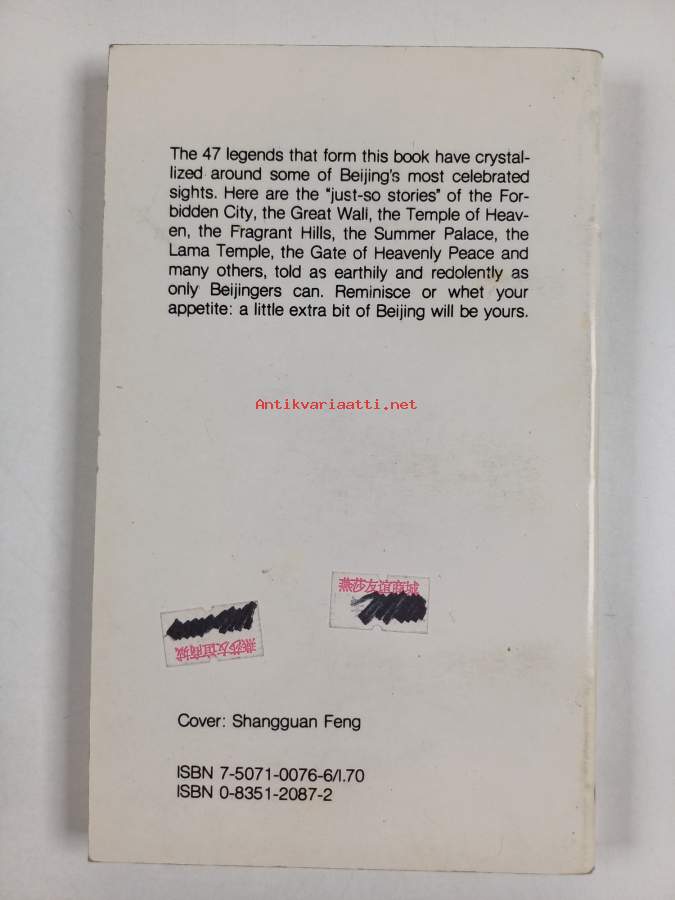 The 47 legends that form this book have crystal-
lized around some of Beijing's most celebrated
sights. Here are the "just-so stories" of the For-
bidden City, the Great Wall, the Temple of Heav-
en, the Fragrant Hills, the Summer Palace, the
Lama Temple, the Gate of Heavenly Peace and
many others, told as earthily and redolently as
only Beijingers can. Reminisce or whet your
appetite: a little extra bit of Beijing will be yours.
Antikvariaatti.net
燕莎友谊商城
燕莎友谊商城
Cover: Shangguan Feng
ISBN 7-5071-0076-6/I.70
ISBN 0-8351-2087-2